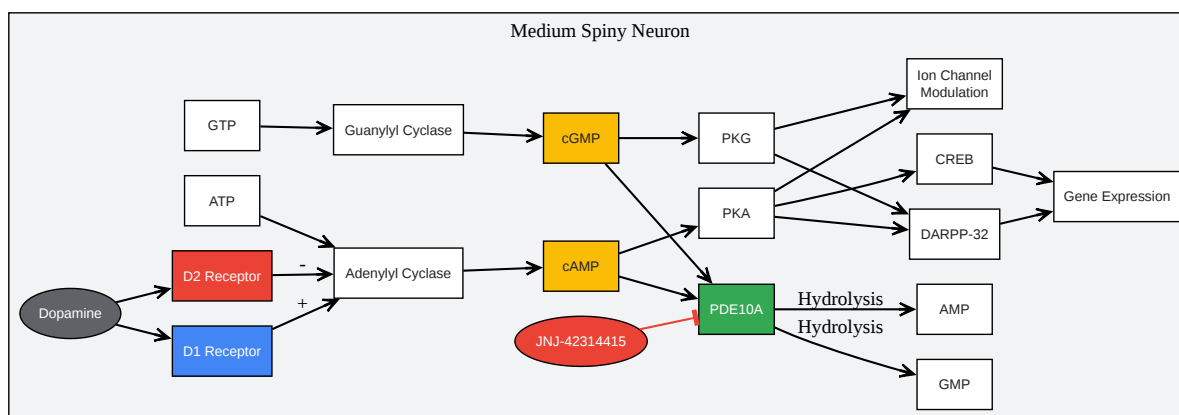 Medium Spiny Neuron
Ion Channel
Modulation
GTP
Guanylyl Cyclase
cGMP
PKG
CREB
ATP
PKA
Gene Expression
DARPP-32
D2 Receptor
-
Adenylyl Cyclase
cAMP
Dopamine
+
PDE10A
Hydrolysis
AMP
Hydrolysis
D1 Receptor
JNJ-42314415
GMP